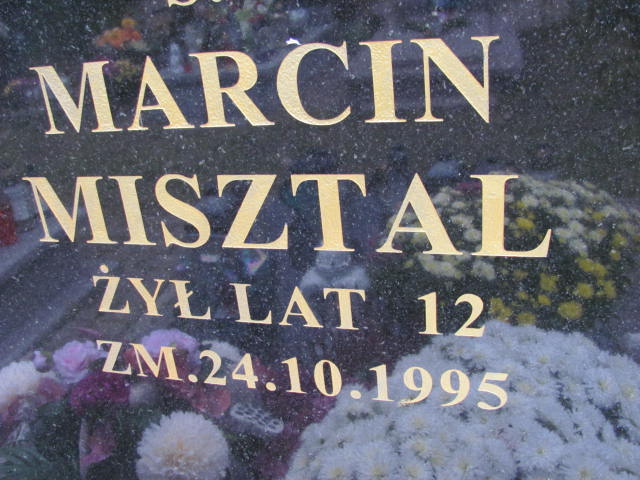 MARCIN
MISZTAL
ŻYŁ LAT 12
ZM.24.10.1995